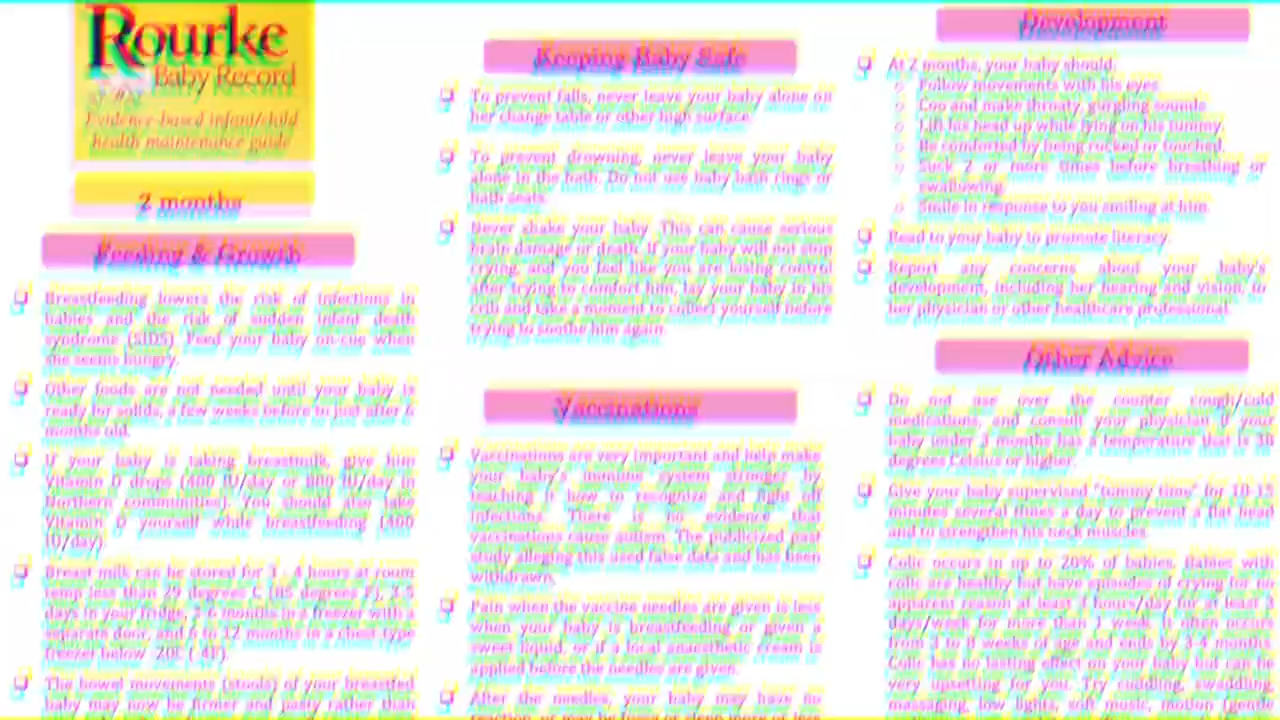 Rourke
Baby Record
Evidence-based infant/child
health maintenance guide
2 months
Feeding & Growth
Breastfeeding lowers the risk of infections in
babies and the risk of sudden infant death
syndrome (SIDS). Feed your baby on-cue when
she seems hungry.
Other foods are not needed until your baby is
ready for solids, a few weeks before to just after 6
months old.
If your baby is taking breastmilk, give him
Vitamin D drops (400 IU/day or 800 IU/day in
Northern communities). You should also take
Vitamin D yourself while breastfeeding (400
IU/day).
Breast milk can be stored for 3 - 4 hours at room
temp less than 29 degrees C (85 degrees F), 3-5
days in your fridge, 3-6 months in a freezer with a
separate door, and 6 to 12 months in a chest type
freezer below -20C (-4F).
The bowel movements (stools) of your breastfed
baby may now be firmer and pasty rather than
Keeping Baby Safe
To prevent falls, never leave your baby alone on
her change table or other high surface.
To prevent drowning, never leave your baby
alone in the bath. Do not use baby bath rings or
bath seats.
Never shake your baby. This can cause serious
brain damage or death. If your baby will not stop
crying, and you feel like you are losing control
after trying to comfort him, lay your baby in his
crib and take a moment to collect yourself before
trying to soothe him again.
Vaccinations
Vaccinations are very important and help make
your baby's immune system stronger by
teaching it how to recognize and fight off
infections. There is no evidence that
vaccinations cause autism. The publicized past
study alleging this used false data and has been
withdrawn.
Pain when the vaccine needles are given is less
when your baby is breastfeeding or given a
sweet liquid, or if a local anaesthetic cream is
applied before the needles are given.
After the needles, your baby may have no
reaction, or may be fussy or sleep more or less
Development
At 2 months, your baby should:
Follow movements with his eyes
Coo and make throaty, gurgling sounds
Lift his head up while lying on his tummy.
Be comforted by being rocked or touched.
Suck 2 or more times before breathing or
swallowing.
Smile in response to you smiling at him.
Read to your baby to promote literacy.
Report any concerns about your baby's
development, including her hearing and vision, to
her physician or other healthcare professional.
Other Advice
Do not use over the counter cough/cold
medications, and consult your physician if your
baby under 3 months has a temperature that is 38
degrees Celsius or higher.
Give your baby supervised "tummy time" for 10-15
minutes several times a day to prevent a flat head
and to strengthen his neck muscles.
Colic occurs in up to 20% of babies. Babies with
colic are healthy but have episodes of crying for no
apparent reason at least 3 hours/day for at least 3
days/week for more than 1 week. It often occurs
from 3 to 8 weeks of age and ends by 3-4 months.
Colic has no lasting effect on your baby but can be
very upsetting for you. Try cuddling, swaddling,
massaging, low lights, soft music, motion (gentle